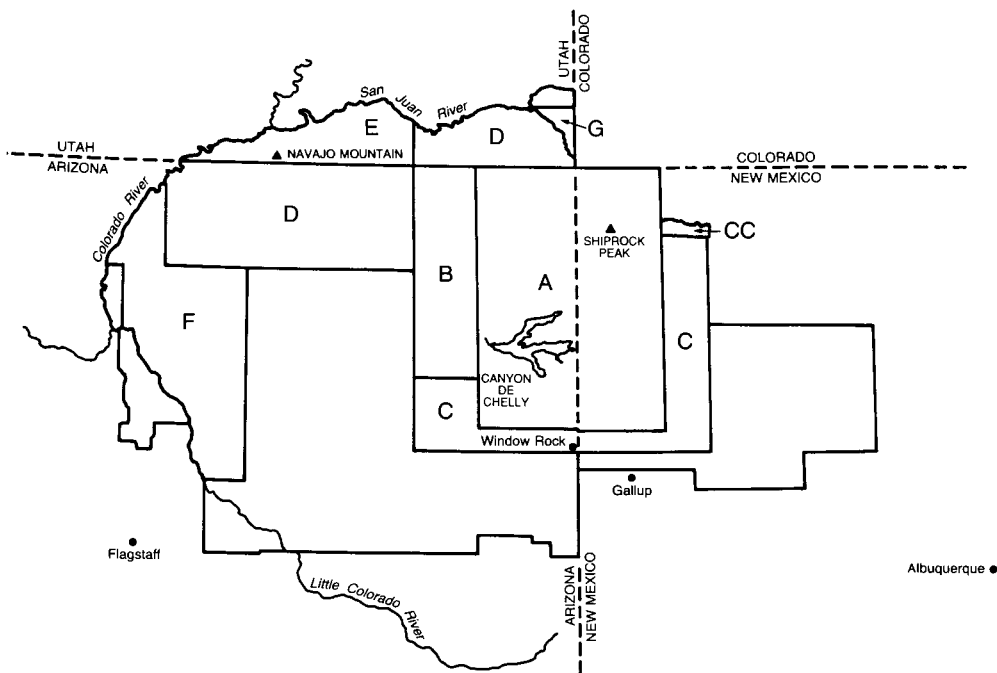 UTAH
COLORADO
San Juan River
E
D
G
UTAH
ARIZONA
NAVAJO MOUNTAIN
COLORADO
NEW MEXICO
Colorado River
D
SHIPROCK
PEAK
CC
B
A
F
C
CANYON
DE
CHELLY
C
Window Rock
Gallup
Flagstaff
Little Colorado River
ARIZONA
NEW MEXICO
Albuquerque